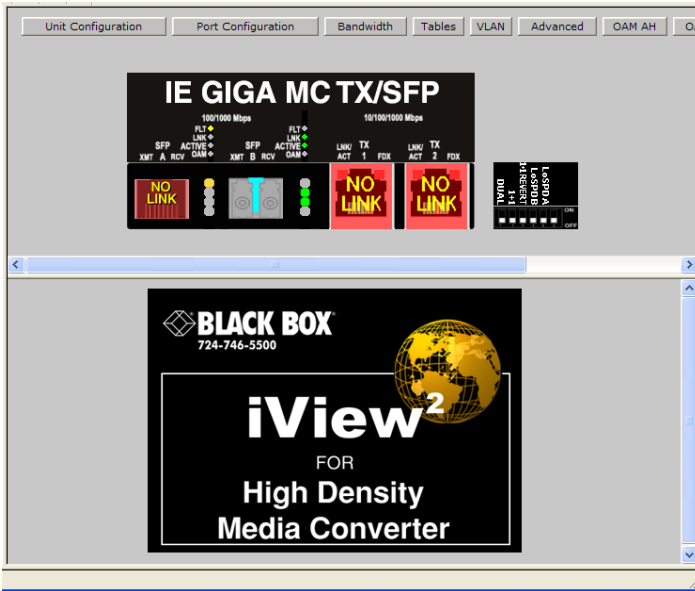 Unit Configuration Port Configuration Bandwidth Tables VLAN Advanced OAM AH O
IE GIGA MC TX/SFP
100/1000 Mbps 10/100/1000 Mbps
FLT FLT
LNK LNK
SFP ACTIVE SFP ACTIVE LNK/ TX LNK/ TX
XMT A RCV OAM XMT B RCV OAM ACT 1 FDX ACT 2 FDX
NO LINK
NO LINK
NO LINK
DUAL
1+1
1+1REVERT
LoSPDB
LoSPDA
ON
OFF
BLACK BOX
724-746-5500
iView2
FOR
High Density
Media Converter